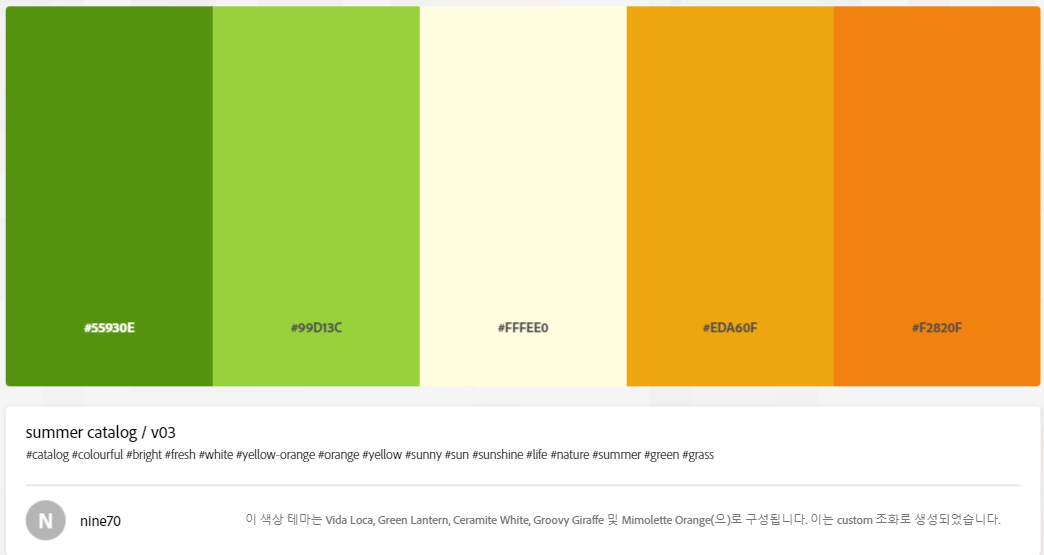 #55930E
#99D13C
#FFFEE0
#EDA60F
#F2820F
summer catalog / v03
#catalog #colourful #bright #fresh #white #yellow-orange #orange #yellow #sunny #sun #sunshine #life #nature #summer #green #grass
N
nine70
이 색상 테마는 Vida Loca, Green Lantern, Ceramite White, Groovy Giraffe 및 Mimolette Orange(으)로 구성됩니다. 이는 custom 조화로 생성되었습니다.